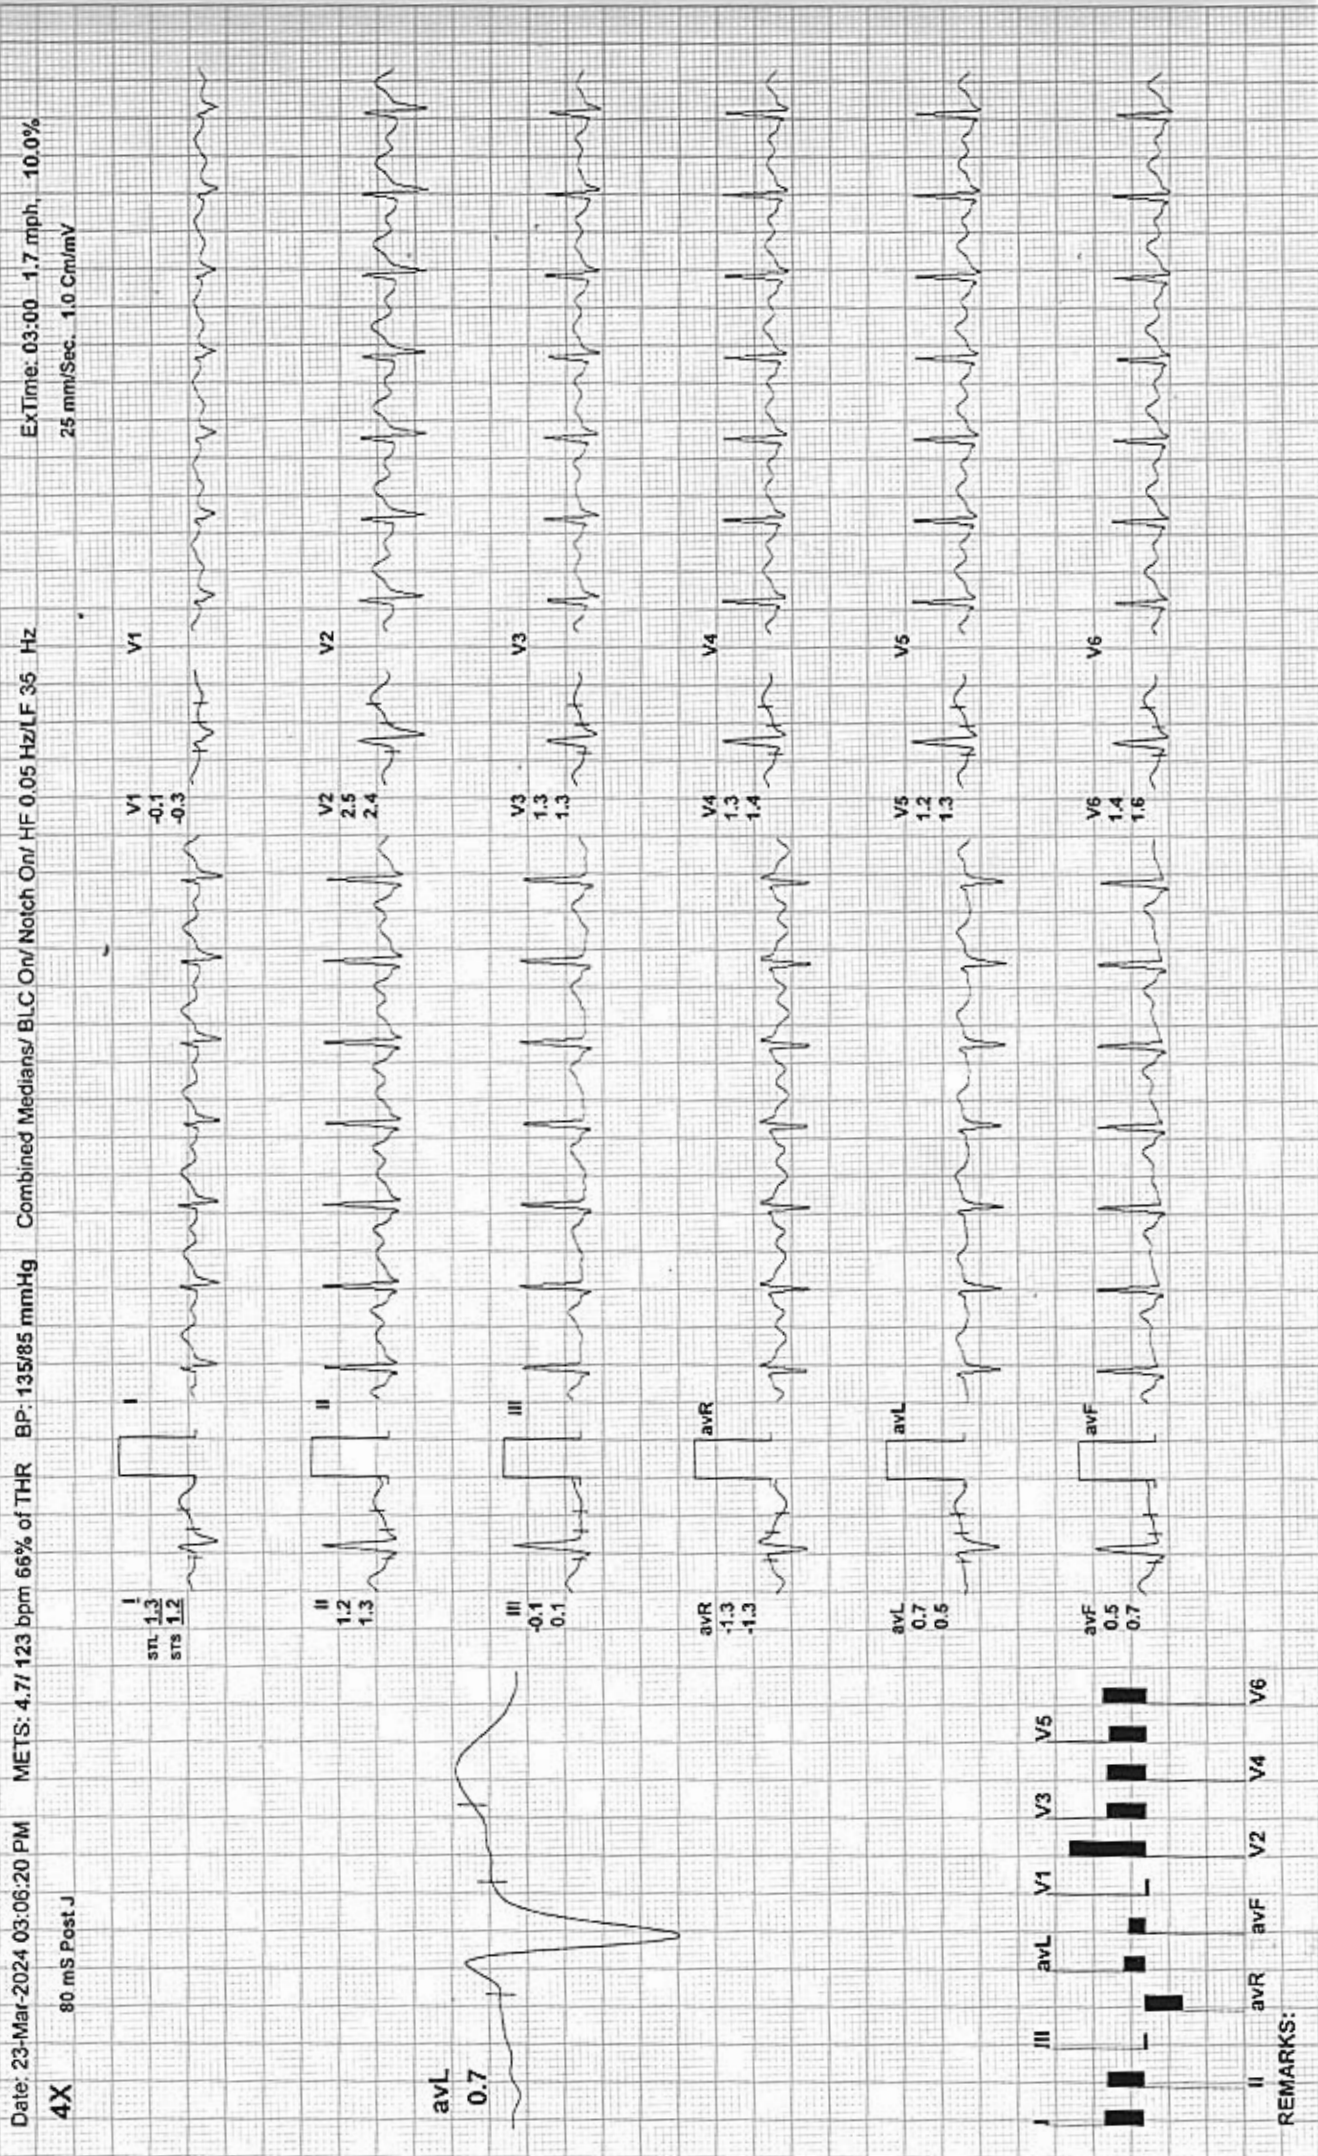 Date: 23-Mar-2024 03:06:20 PM METS: 4.7/ 123 bpm 66% of THR BP: 135/85 mmHg Combined Medians/ BLC On/ Notch On/ HF 0.05 Hz/LF 35 Hz ExTime: 03:00 1.7 mph, 10.0%
4X 80 mS Post J 25 mm/Sec. 1.0 Cm/mV
I
STL 1.3
STS 1.2
I
V1
-0.1
-0.3
V1
II
1.2
1.3
II
V2
2.5
2.4
V2
avL
0.7
III
-0.1
0.1
III
V3
1.3
1.3
V3
avR
-1.3
-1.3
avR
V4
1.3
1.4
V4
avL
0.7
0.5
avL
V5
1.2
1.3
V5
avF
0.5
0.7
avF
V6
1.4
1.6
V6
I III avL V1 V3 V5
II avR avF V2 V4 V6
REMARKS: